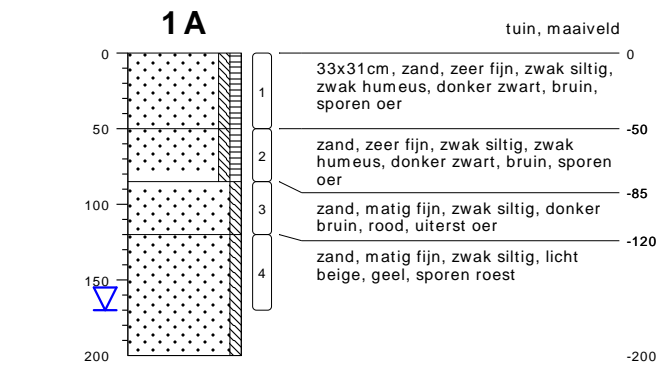 1A
tuin, maaiveld
0
0
33x31cm, zand, zeer fijn, zwak siltig,
zwak humeus, donker zwart, bruin,
sporen oer
1
50
-50
zand, zeer fijn, zwak siltig, zwak
humeus, donker zwart, bruin, sporen
oer
2
-85
100
3
zand, matig fijn, zwak siltig, donker
bruin, rood, uiterst oer
-120
zand, matig fijn, zwak siltig, licht
beige, geel, sporen roest
4
150
200
-200